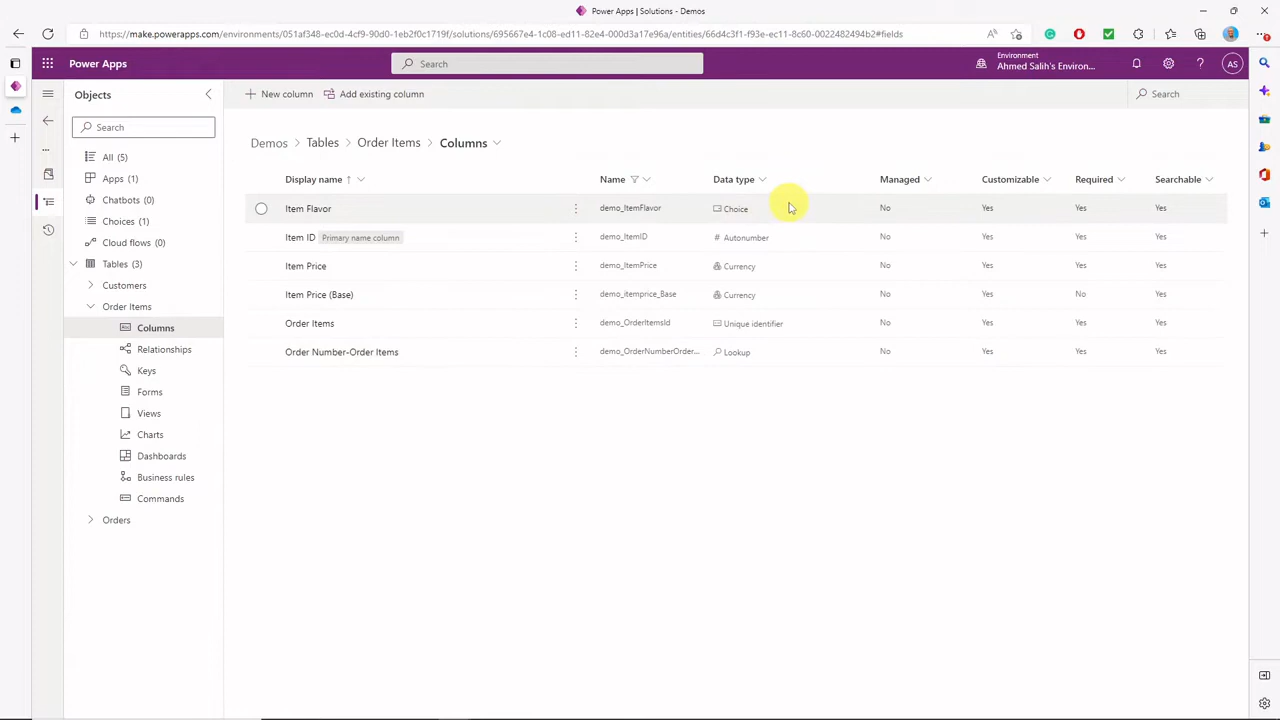 Power Apps | Solutions - Demos
https://make.powerapps.com/environments/051af348-ec0d-4cf9-90d0-1eb2f0c1719f/solutions/695667e4-1c08-ed11-82e4-000d3a17e96a/entities/66d4c3f1-f93e-ec11-8c60-0022482494b2#fields
Power Apps
Search
Environment
Ahmed Salih's Environ...
AS
Objects
New column
Add existing column
Search
Search
Demos > Tables > Order Items > Columns
All (5)
Apps (1)
Chatbots (0)
Choices (1)
Cloud flows (0)
Tables (3)
Customers
Order Items
Columns
Relationships
Keys
Forms
Views
Charts
Dashboards
Business rules
Commands
Orders
Display name ↑ Name Data type Managed Customizable Required Searchable
Item Flavor demo_ItemFlavor Choice No Yes Yes Yes
Item ID Primary name column demo_ItemID # Autonumber No Yes Yes Yes
Item Price demo_ItemPrice Currency No Yes Yes Yes
Item Price (Base) demo_itemprice_Base Currency No Yes No Yes
Order Items demo_OrderItemsId Unique identifier No Yes Yes Yes
Order Number-Order Items demo_OrderNumberOrder... Lookup No Yes Yes Yes